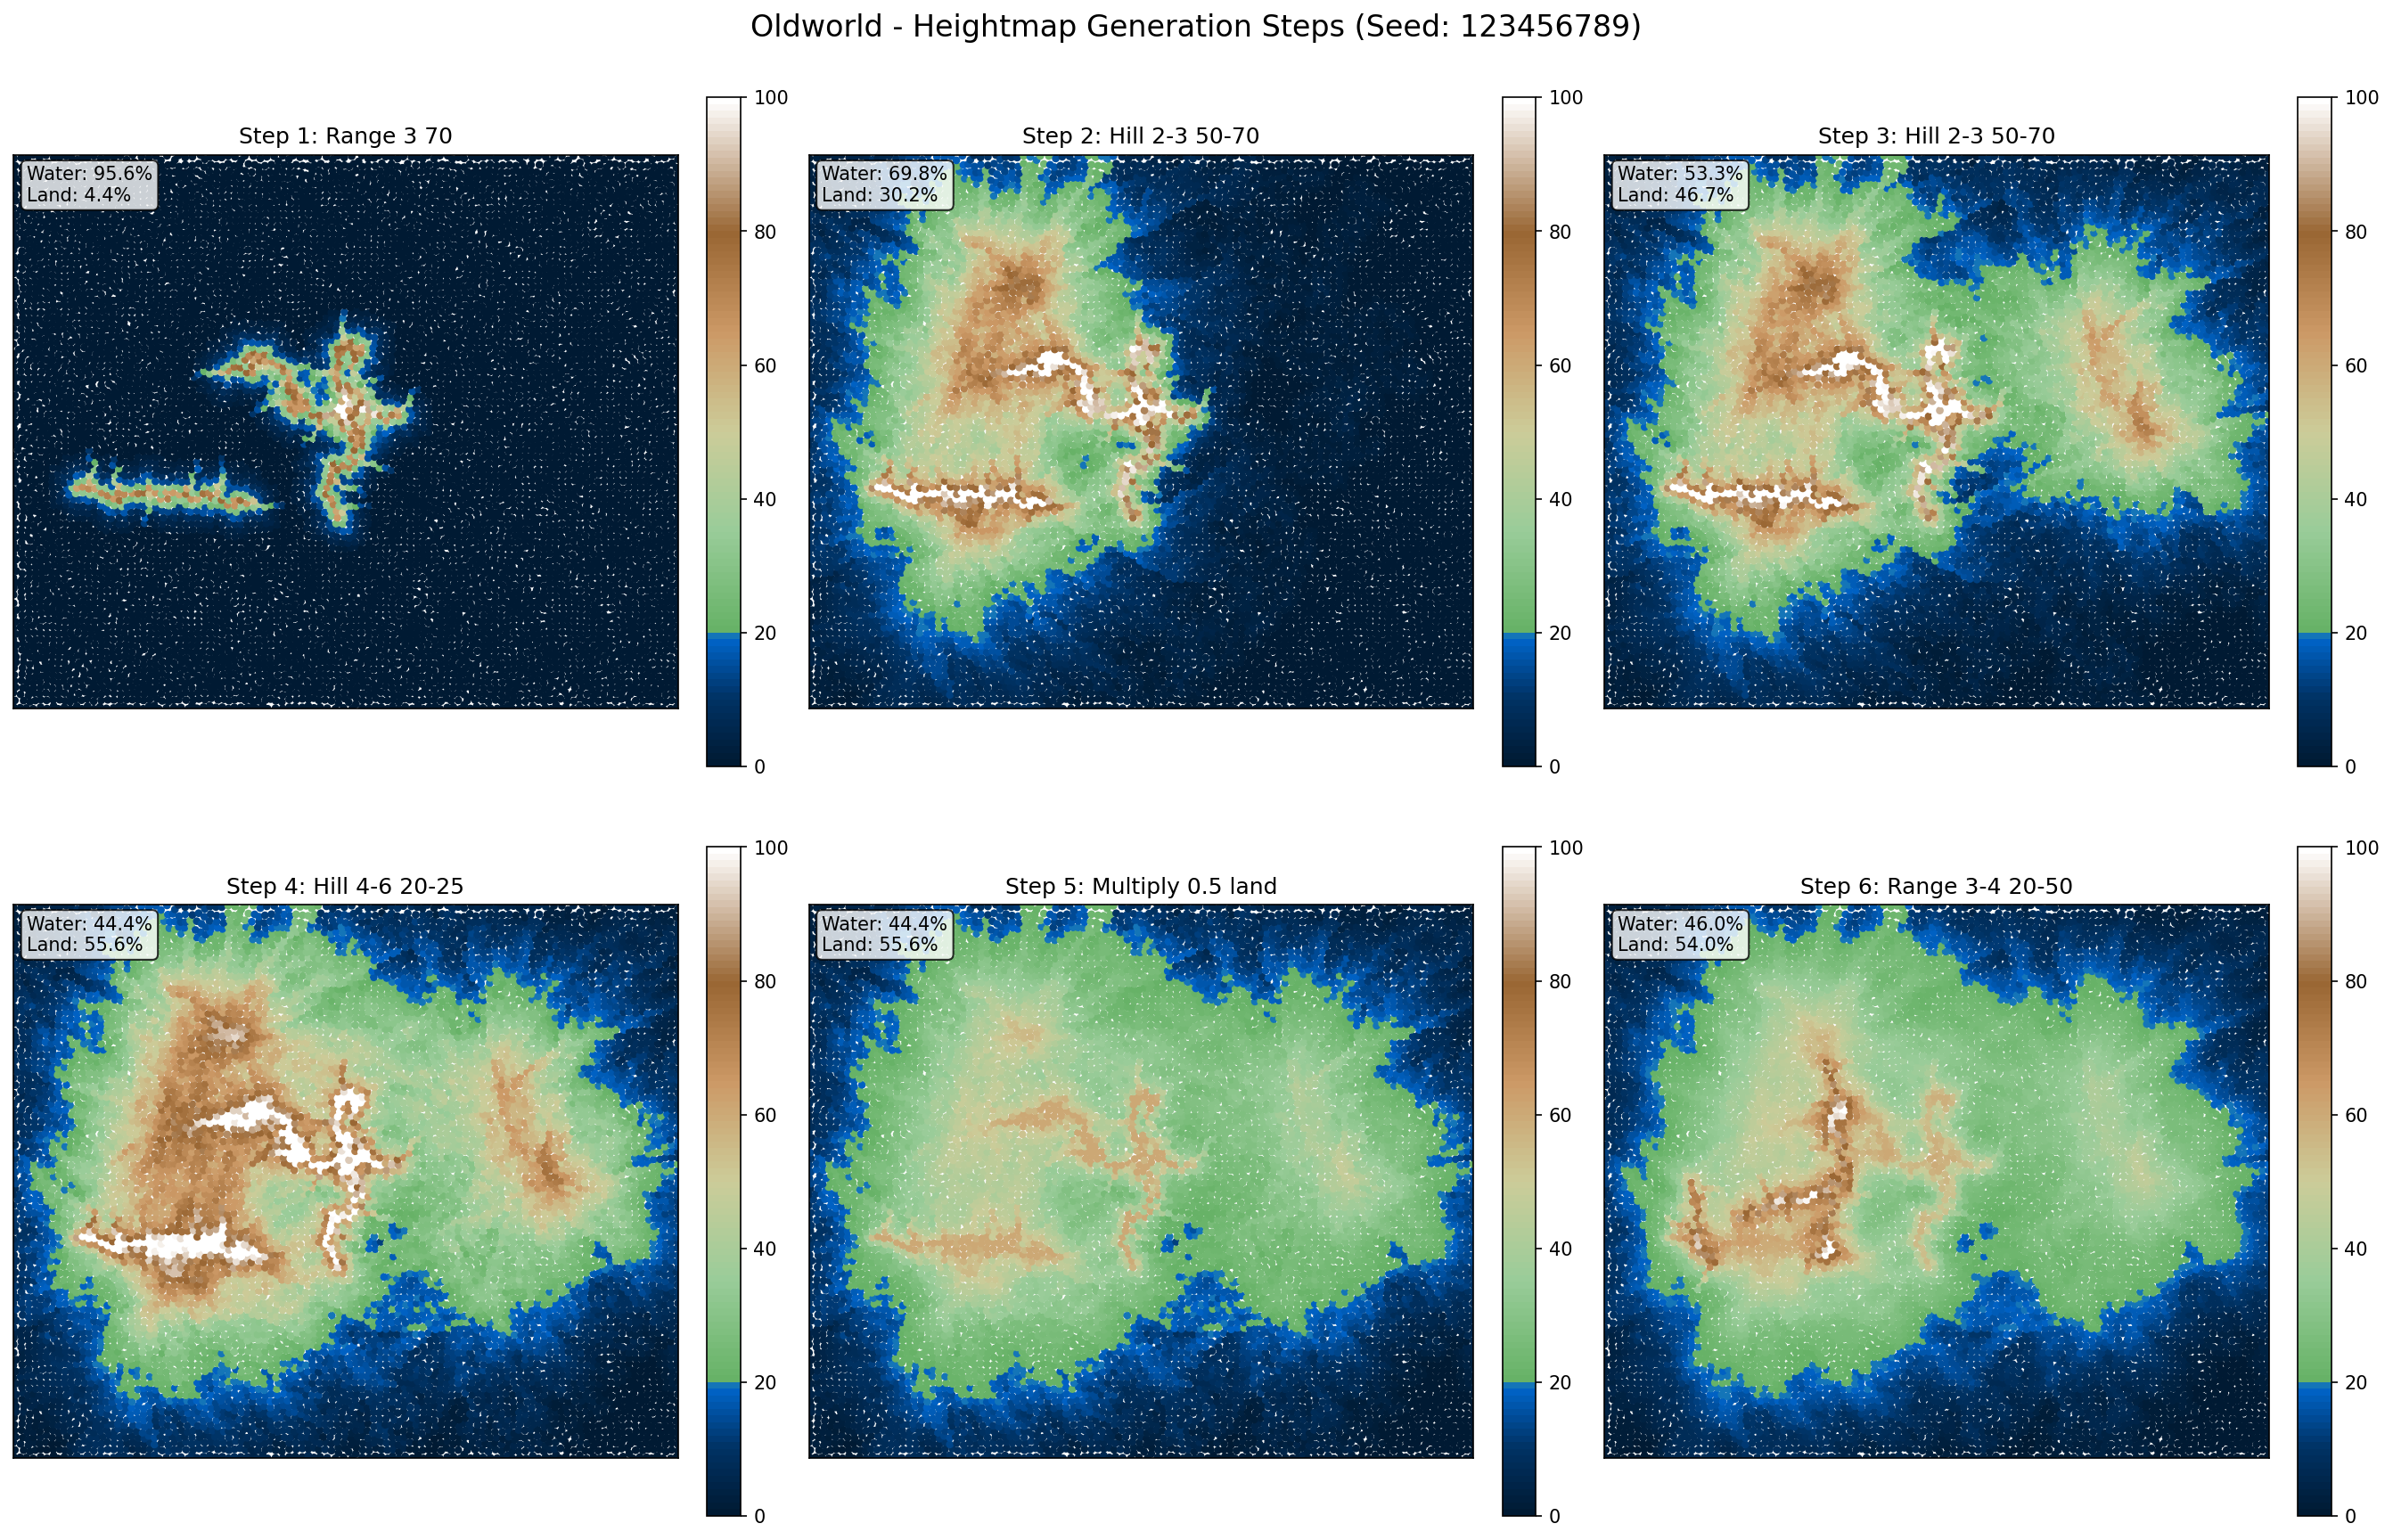 Oldworld - Heightmap Generation Steps (Seed: 123456789)
Step 1: Range 3 70
Water: 95.6%
Land: 4.4%
100
80
60
40
20
0
Step 2: Hill 2-3 50-70
Water: 69.8%
Land: 30.2%
100
80
60
40
20
0
Step 3: Hill 2-3 50-70
Water: 53.3%
Land: 46.7%
100
80
60
40
20
0
Step 4: Hill 4-6 20-25
Water: 44.4%
Land: 55.6%
100
80
60
40
20
0
Step 5: Multiply 0.5 land
Water: 44.4%
Land: 55.6%
100
80
60
40
20
0
Step 6: Range 3-4 20-50
Water: 46.0%
Land: 54.0%
100
80
60
40
20
0